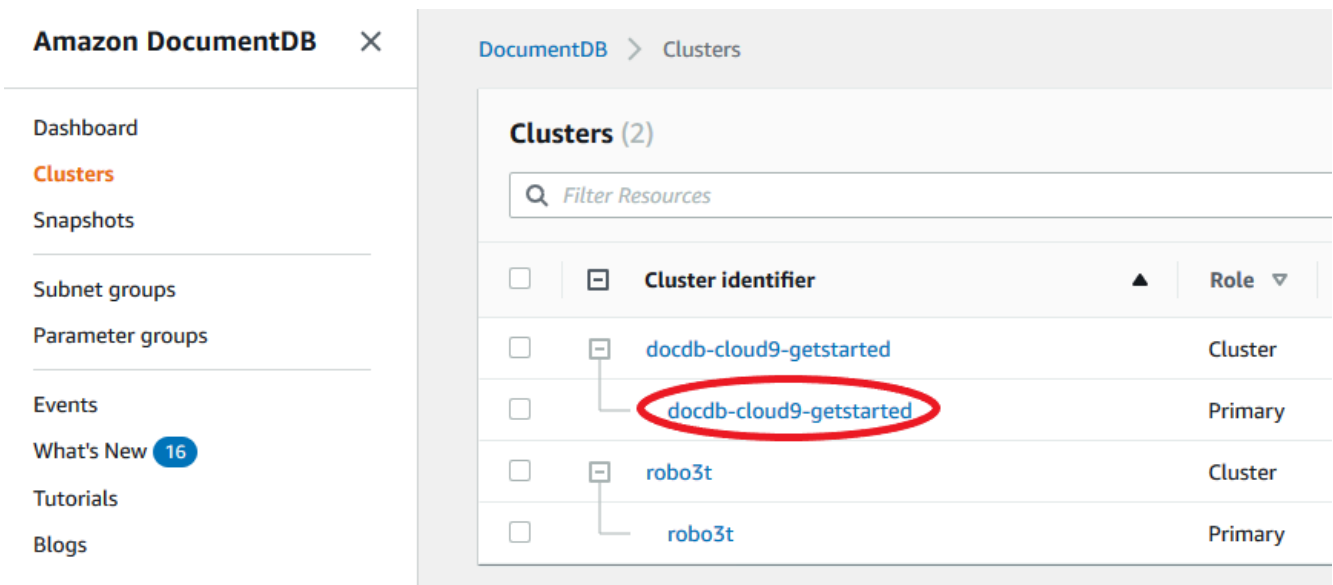 Amazon DocumentDB
Dashboard
Clusters
Snapshots
Subnet groups
Parameter groups
Events
What's New 16
Tutorials
Blogs
DocumentDB > Clusters
Clusters (2)
Filter Resources
Cluster identifier Role
docdb-cloud9-getstarted Cluster
docdb-cloud9-getstarted Primary
robo3t Cluster
robo3t Primary